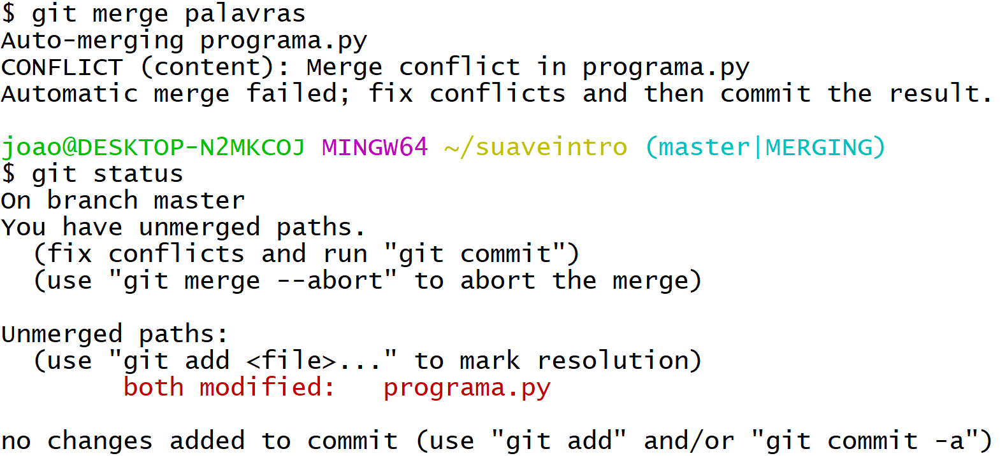 $ git merge palavras
Auto-merging programa.py
CONFLICT (content): Merge conflict in programa.py
Automatic merge failed; fix conflicts and then commit the result.
joao@DESKTOP-N2MKCOJ MINGW64 ~/suaveintro (master|MERGING)
$ git status
On branch master
You have unmerged paths.
  (fix conflicts and run "git commit")
  (use "git merge --abort" to abort the merge)
Unmerged paths:
  (use "git add <file>..." to mark resolution)
        both modified:   programa.py
no changes added to commit (use "git add" and/or "git commit -a")